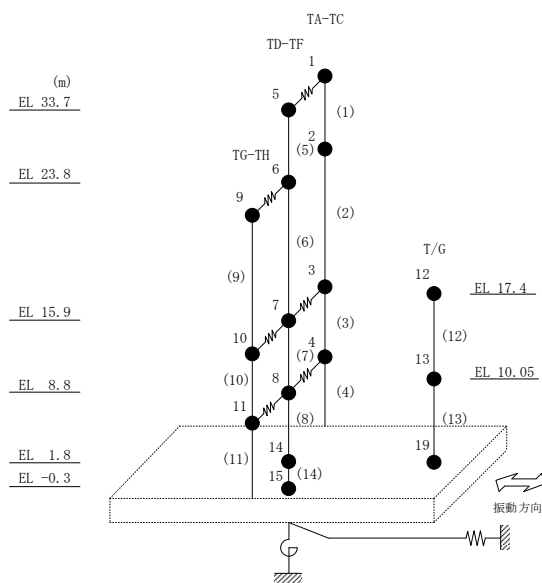 TA-TC
TD-TF
(m)
1
EL 33.7
5
(1)
2
(5)
TG-TH
EL 23.8
6
9
(2)
T/G
(6)
(9)
3
12
EL 17.4
EL 15.9
7
(3)
(12)
10
(7)
4
13
EL 10.05
(10)
EL 8.8
8
(4)
11
(8)
(13)
(11)
14
19
EL 1.8
(14)
EL -0.3
15
振動方向